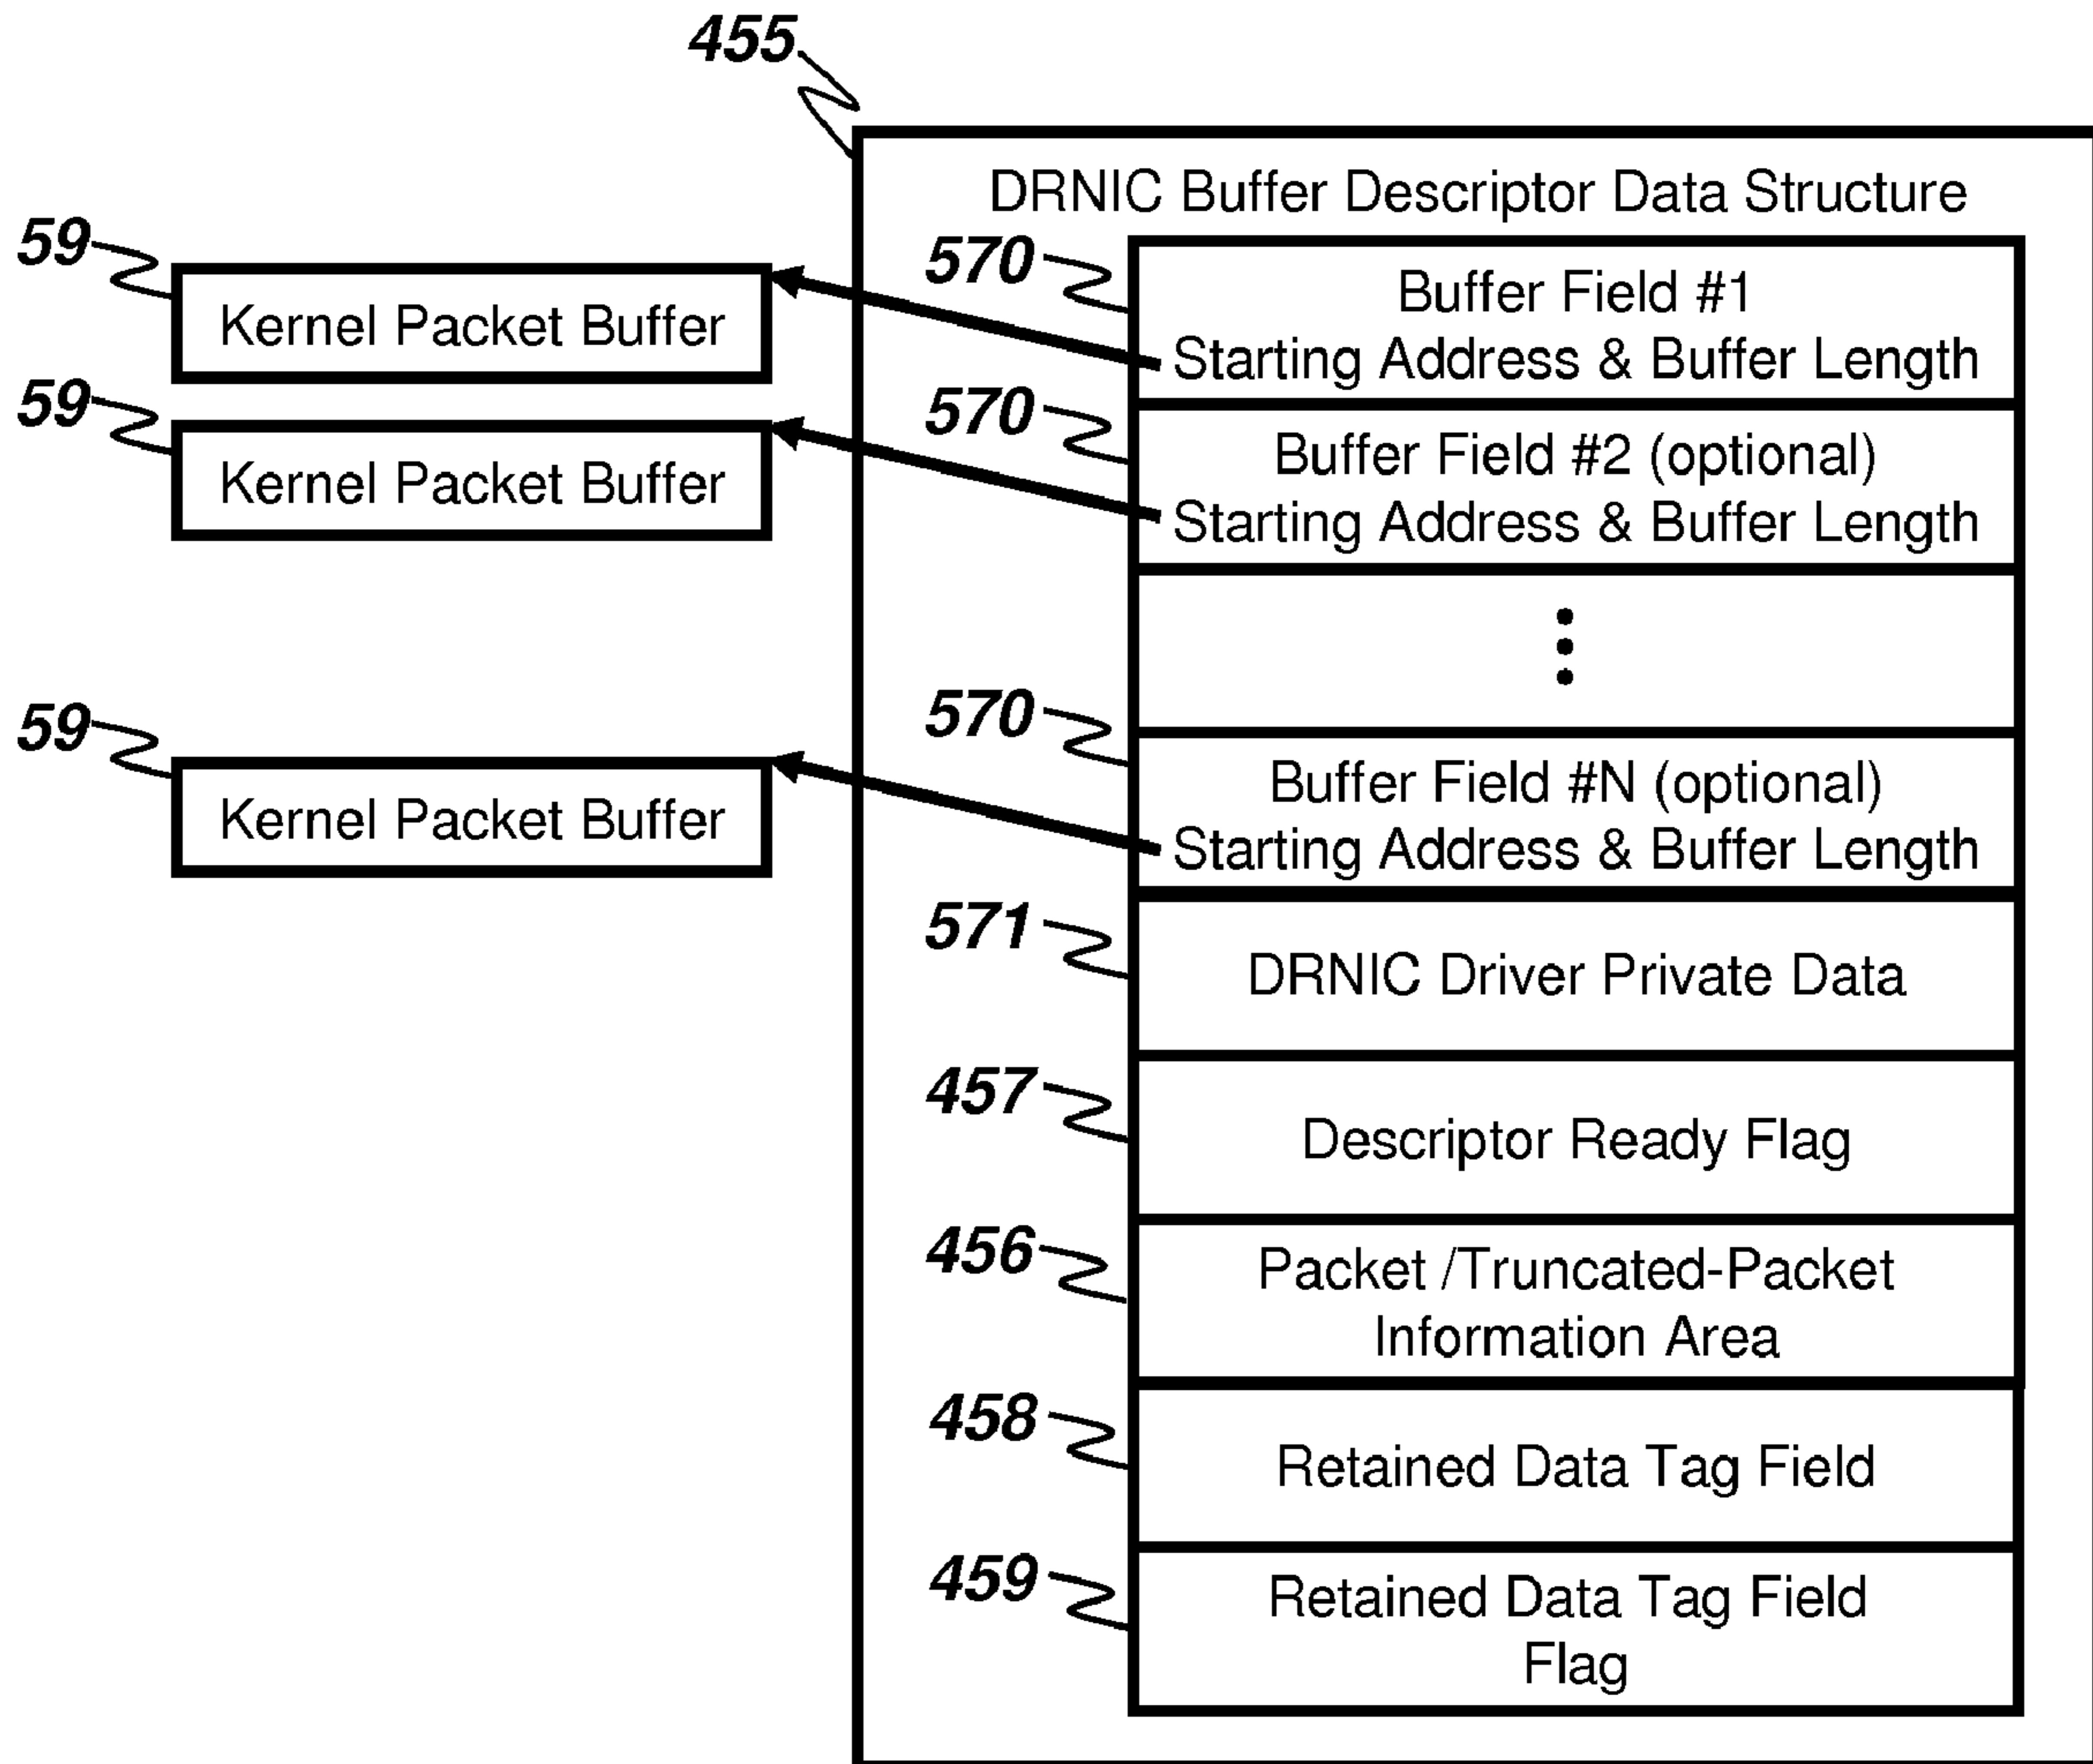 455
DRNIC Buffer Descriptor Data Structure
59
Kernel Packet Buffer
570
Buffer Field #1
Starting Address & Buffer Length
59
Kernel Packet Buffer
570
Buffer Field #2 (optional)
Starting Address & Buffer Length
59
Kernel Packet Buffer
570
Buffer Field #N (optional)
Starting Address & Buffer Length
571
DRNIC Driver Private Data
457
Descriptor Ready Flag
456
Packet /Truncated-Packet
Information Area
458
Retained Data Tag Field
459
Retained Data Tag Field
Flag